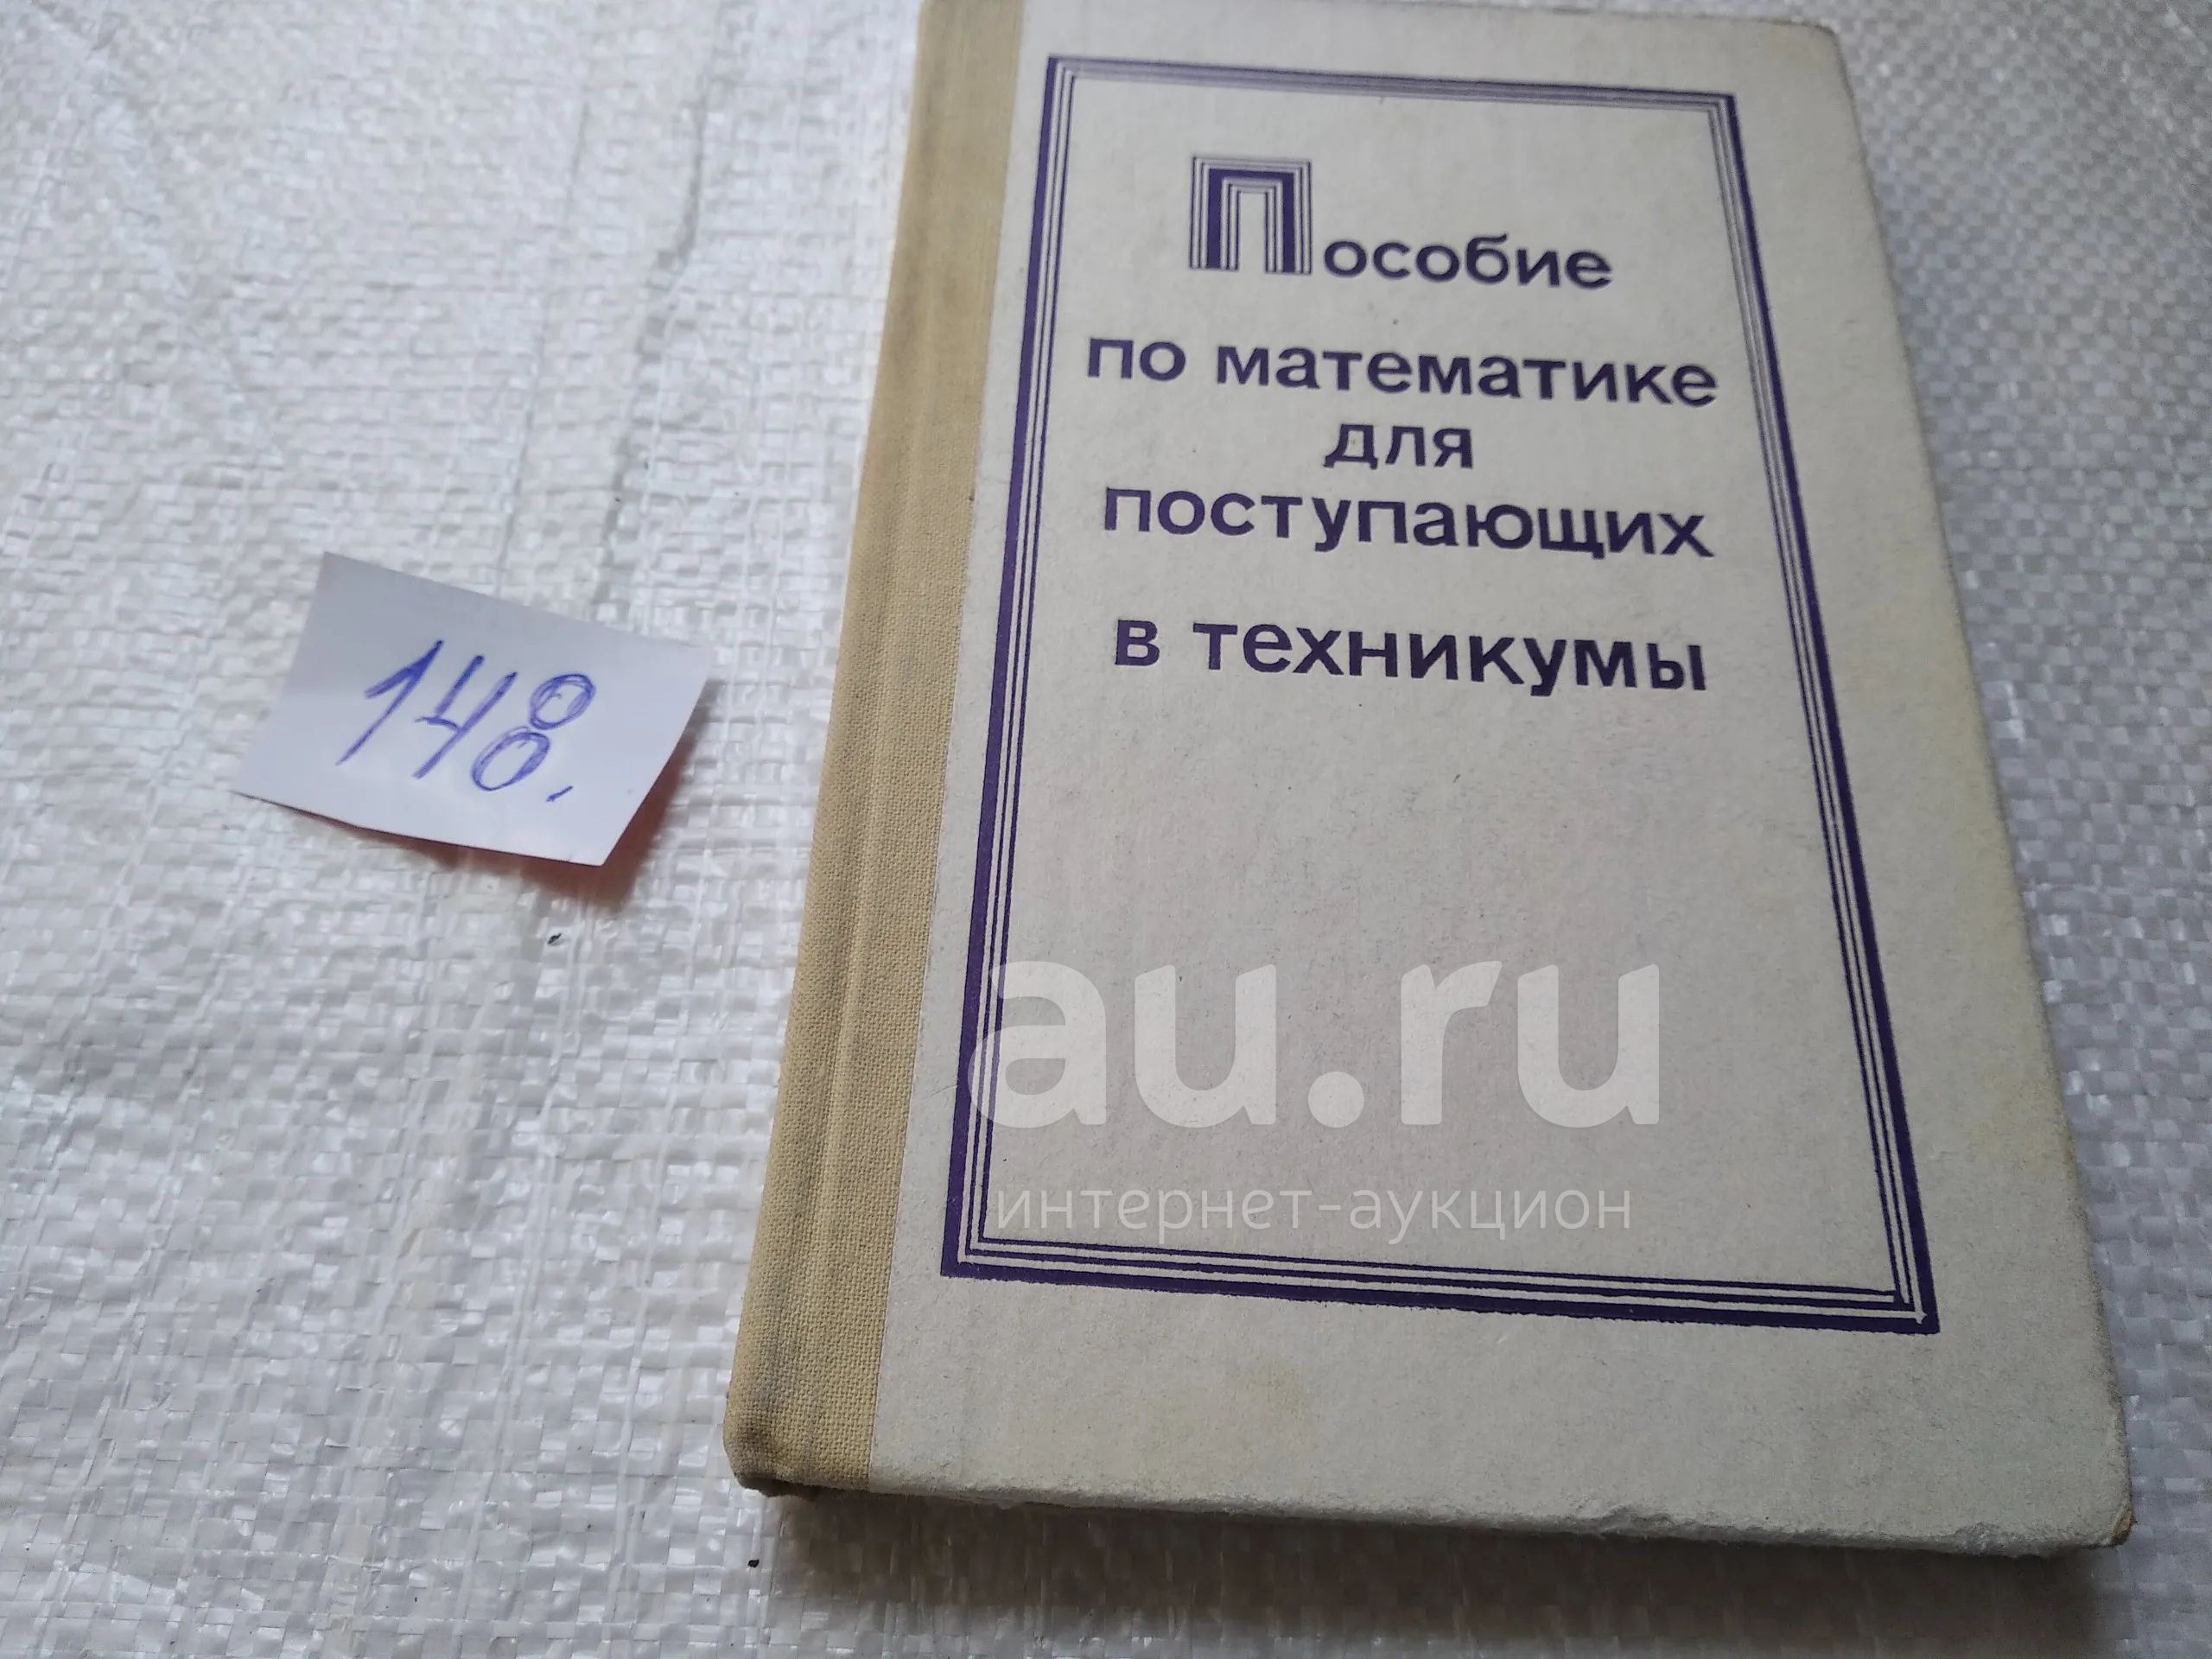 Пособие
по математике
для
поступающих
в техникумы
148.
au.ru
интернет-аукцион